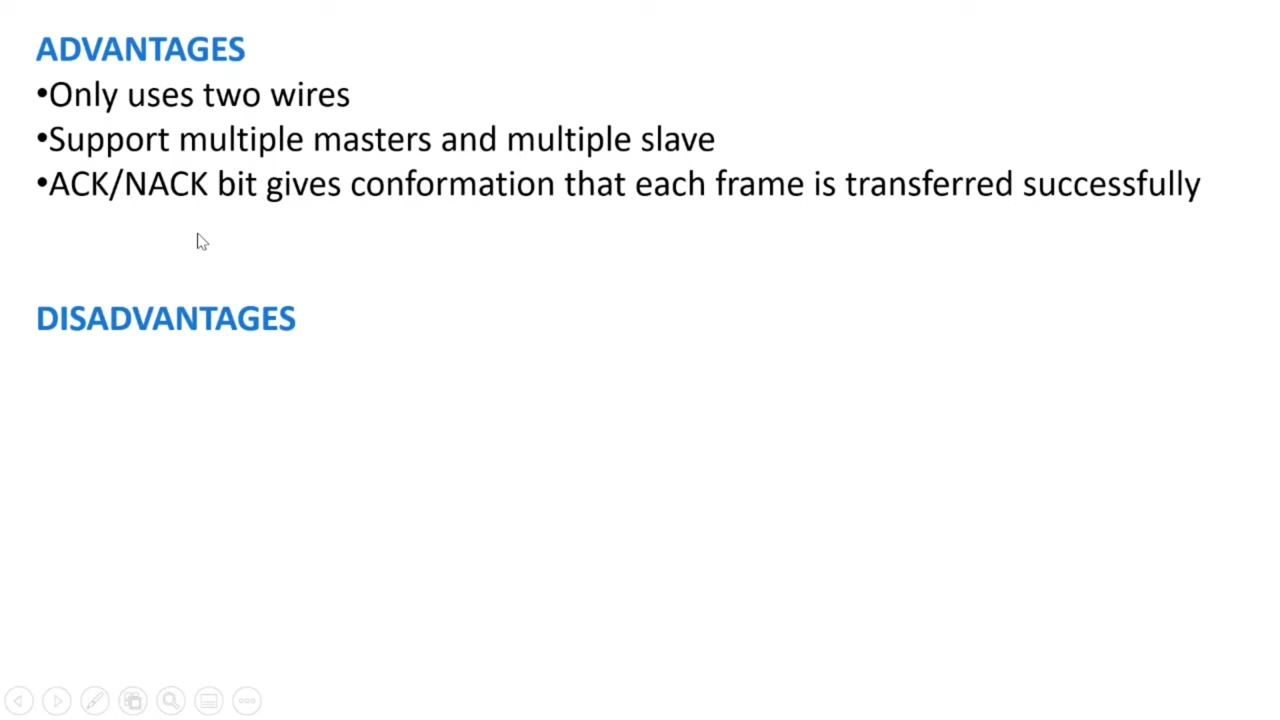 ADVANTAGES
•Only uses two wires
•Support multiple masters and multiple slave
•ACK/NACK bit gives conformation that each frame is transferred successfully
DISADVANTAGES